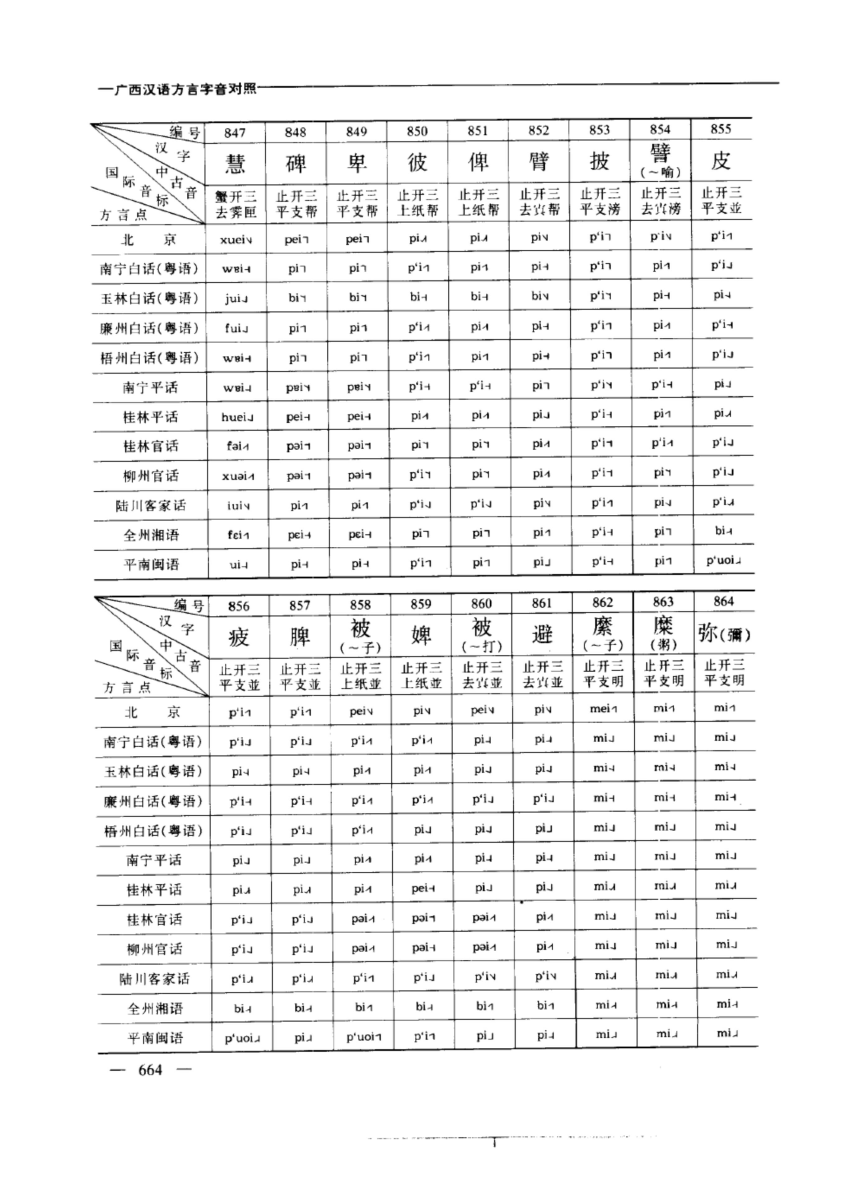 一广西汉语方言字音对照
编号 847 848 849 850 851 852 853 854 855
汉字 慧 碑 卑 彼 俾 臂 披 譬(～喻) 皮
国际音标 中古音 蟹开三 止开三 止开三 止开三 止开三 止开三 止开三 止开三 止开三
方言点 去霁匣 平支帮 平支帮 上纸帮 上纸帮 去寘帮 平支滂 去寘滂 平支並
北京 xuei˅ pei pei pi pi pi p‘i p‘i p‘i
南宁白话(粤语) wɐi pi pi p‘i pi pi p‘i pi p‘i
玉林白话(粤语) jui bi bi bi bi bi p‘i pi pi
廉州白话(粤语) fui pi pi p‘i pi pi p‘i pi p‘i
梧州白话(粤语) wɐi pi pi p‘i pi pi p‘i pi p‘i
南宁平话 wɐi pɐi pɐi p‘i p‘i pi p‘i p‘i pi
桂林平话 huei pei pei pi pi pi p‘i pi pi
桂林官话 fəi pəi pəi pi pi pi p‘i p‘i p‘i
柳州官话 xuəi pəi pəi p‘i pi pi p‘i pi p‘i
陆川客家话 iui pi pi p‘i p‘i pi p‘i pi p‘i
全州湘语 fɛi pɛi pɛi pi pi pi p‘i pi bi
平南闽语 ui pi pi p‘i pi pi p‘i pi p‘uoi
编号 856 857 858 859 860 861 862 863 864
汉字 疲 脾 被(～子) 婢 被(～打) 避 縻(～子) 糜(粥) 弥(彌)
国际音标 中古音 止开三 止开三 止开三 止开三 止开三 止开三 止开三 止开三 止开三
方言点 平支並 平支並 上纸並 上纸並 去寘並 去寘並 平支明 平支明 平支明
北京 p‘i p‘i pei pi pei pi mei mi mi
南宁白话(粤语) p‘i p‘i p‘i p‘i pi pi mi mi mi
玉林白话(粤语) pi pi pi pi pi pi mi mi mi
廉州白话(粤语) p‘i p‘i p‘i p‘i p‘i p‘i mi mi mi
梧州白话(粤语) p‘i p‘i p‘i pi pi pi mi mi mi
南宁平话 pi pi pi pi pi pi mi mi mi
桂林平话 pi pi pi pei pi pi mi mi mi
桂林官话 p‘i p‘i pəi pəi pəi pi mi mi mi
柳州官话 p‘i p‘i pəi pəi pəi pi mi mi mi
陆川客家话 p‘i p‘i p‘i p‘i p‘i p‘i mi mi mi
全州湘语 bi bi bi bi bi bi mi mi mi
平南闽语 p‘uoi pi p‘uoi p‘i pi pi mi mi mi
— 664 —